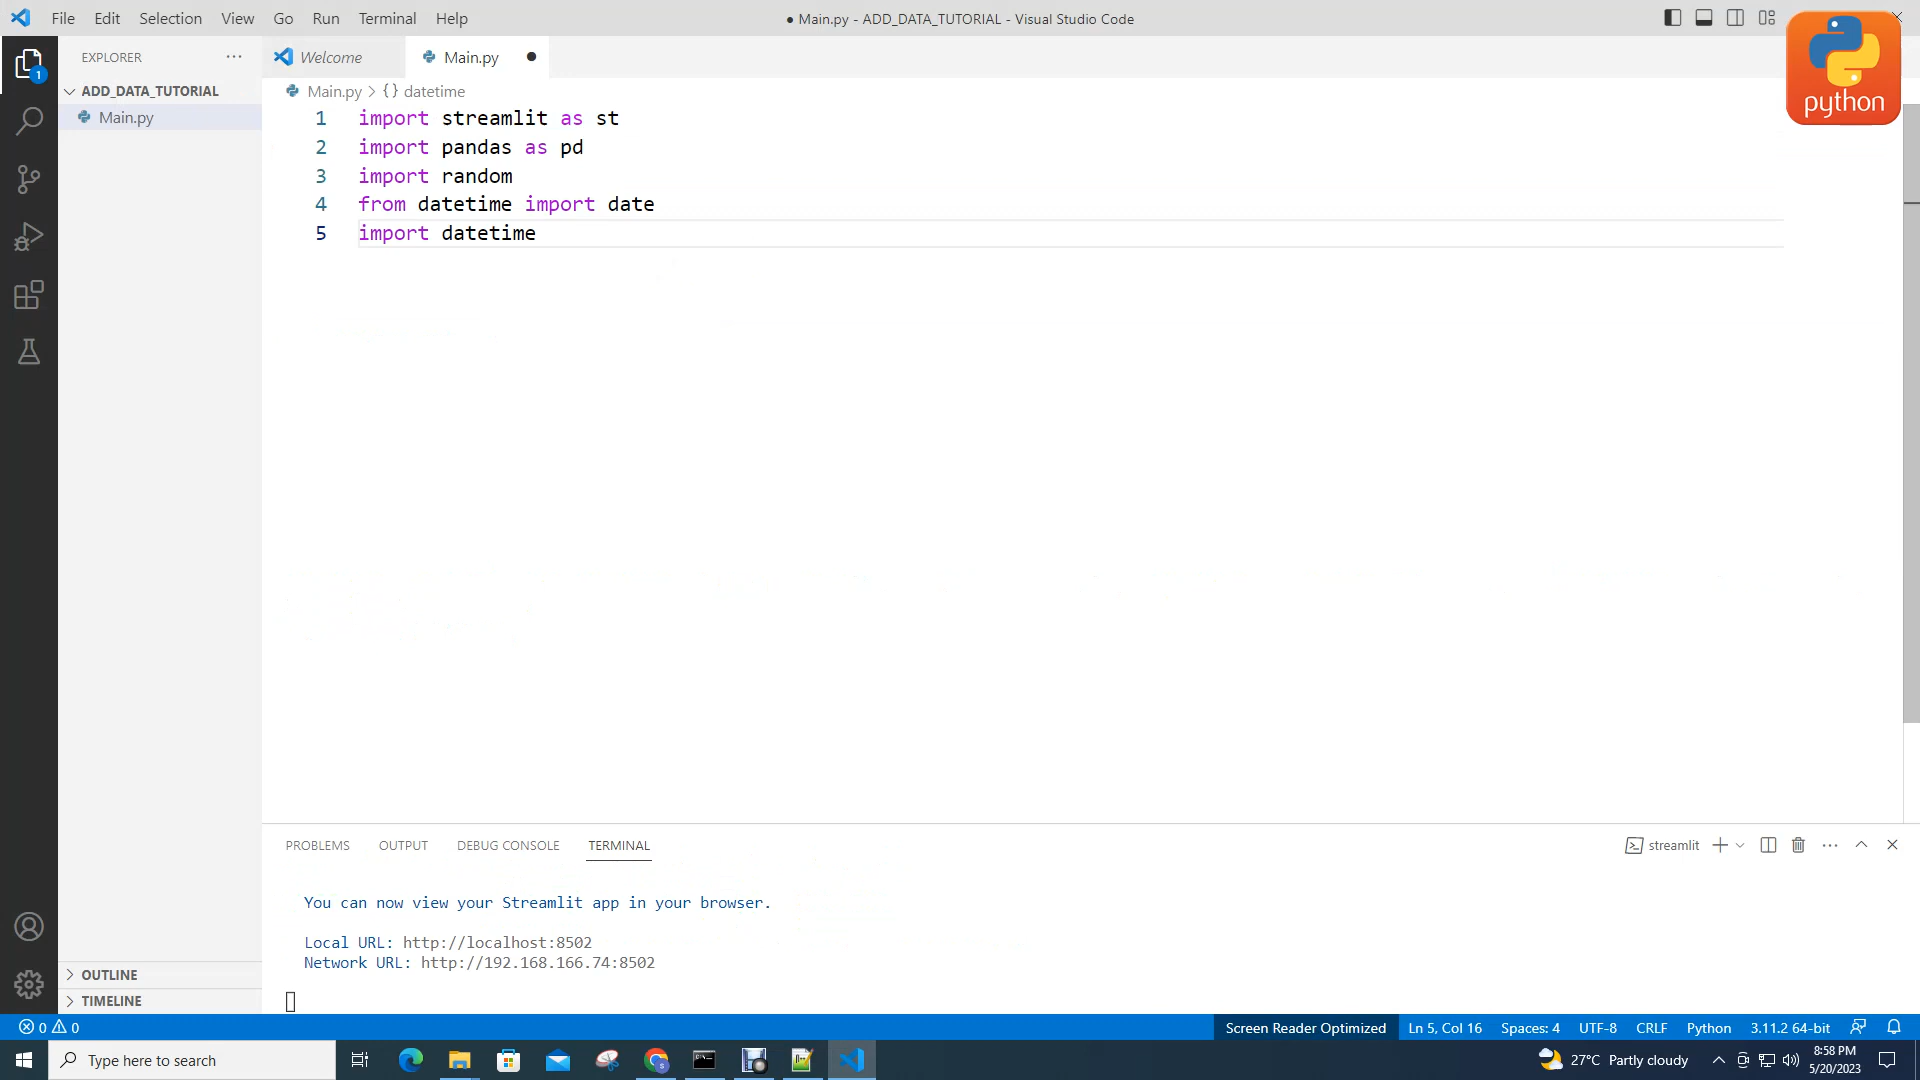 File Edit Selection View Go Run Terminal Help
● Main.py - ADD_DATA_TUTORIAL - Visual Studio Code
python
EXPLORER
1
ADD_DATA_TUTORIAL
Main.py
OUTLINE
TIMELINE
Welcome Main.py
Main.py > {} datetime
1 import streamlit as st
2 import pandas as pd
3 import random
4 from datetime import date
5 import datetime
PROBLEMS OUTPUT DEBUG CONSOLE TERMINAL
streamlit
You can now view your Streamlit app in your browser.
Local URL: http://localhost:8502
Network URL: http://192.168.166.74:8502
0 0
Screen Reader Optimized Ln 5, Col 16 Spaces: 4 UTF-8 CRLF Python 3.11.2 64-bit
Type here to search
27°C Partly cloudy
8:58 PM
5/20/2023